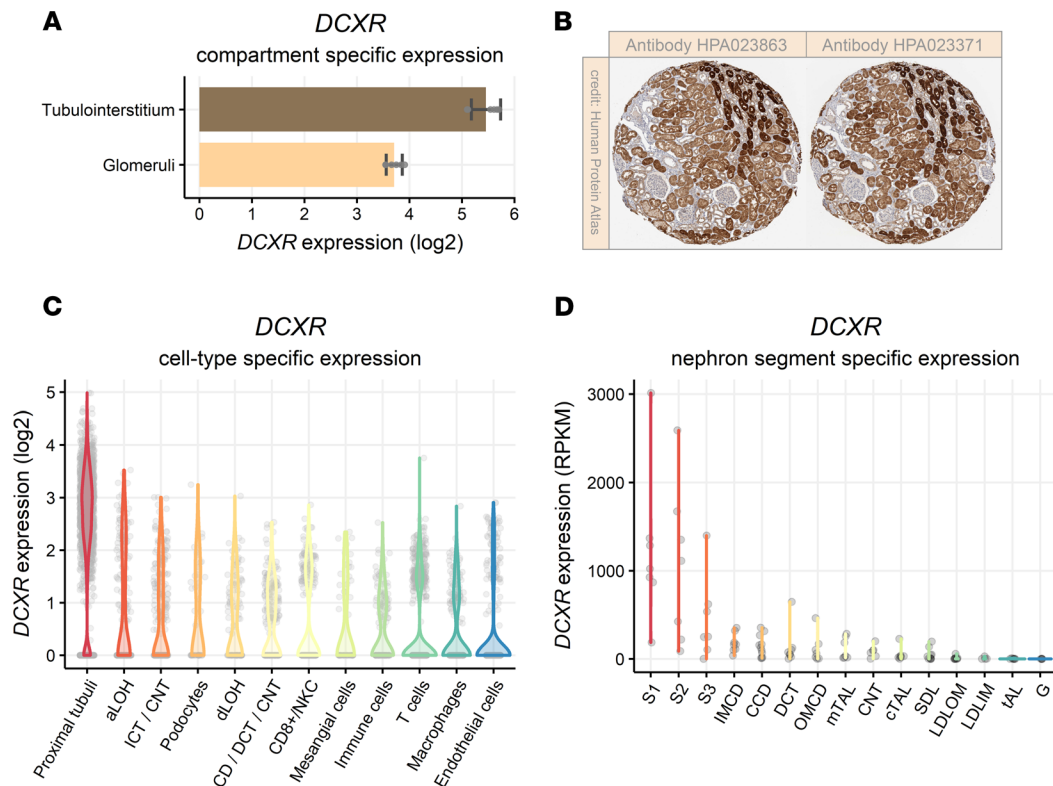 A
DCXR
compartment specific expression
Tubulointerstitium
Glomeruli
0 1 2 3 4 5 6
DCXR expression (log2)
B
Antibody HPA023863 Antibody HPA023371
credit: Human Protein Atlas
C
DCXR
cell-type specific expression
DCXR expression (log2)
5
4
3
2
1
0
Proximal tubuli
aLOH
ICT / CNT
Podocytes
dLOH
CD / DCT / CNT
CD8+/NKC
Mesangial cells
Immune cells
T cells
Macrophages
Endothelial cells
D
DCXR
nephron segment specific expression
DCXR expression (RPKM)
3000
2000
1000
0
S1
S2
S3
IMCD
CCD
DCT
OMCD
mTAL
CNT
cTAL
SDL
LDLOM
LDLIM
tAL
G